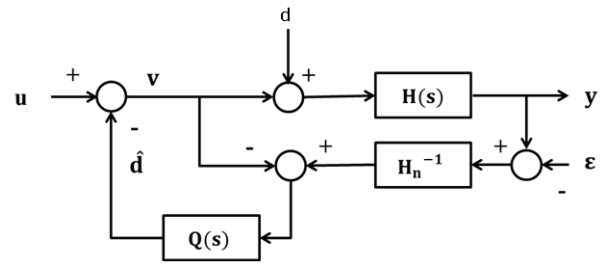 d
+ v +
u H(s) y
- - + +
d̂ Hₙ⁻¹ ε
-
Q(s)